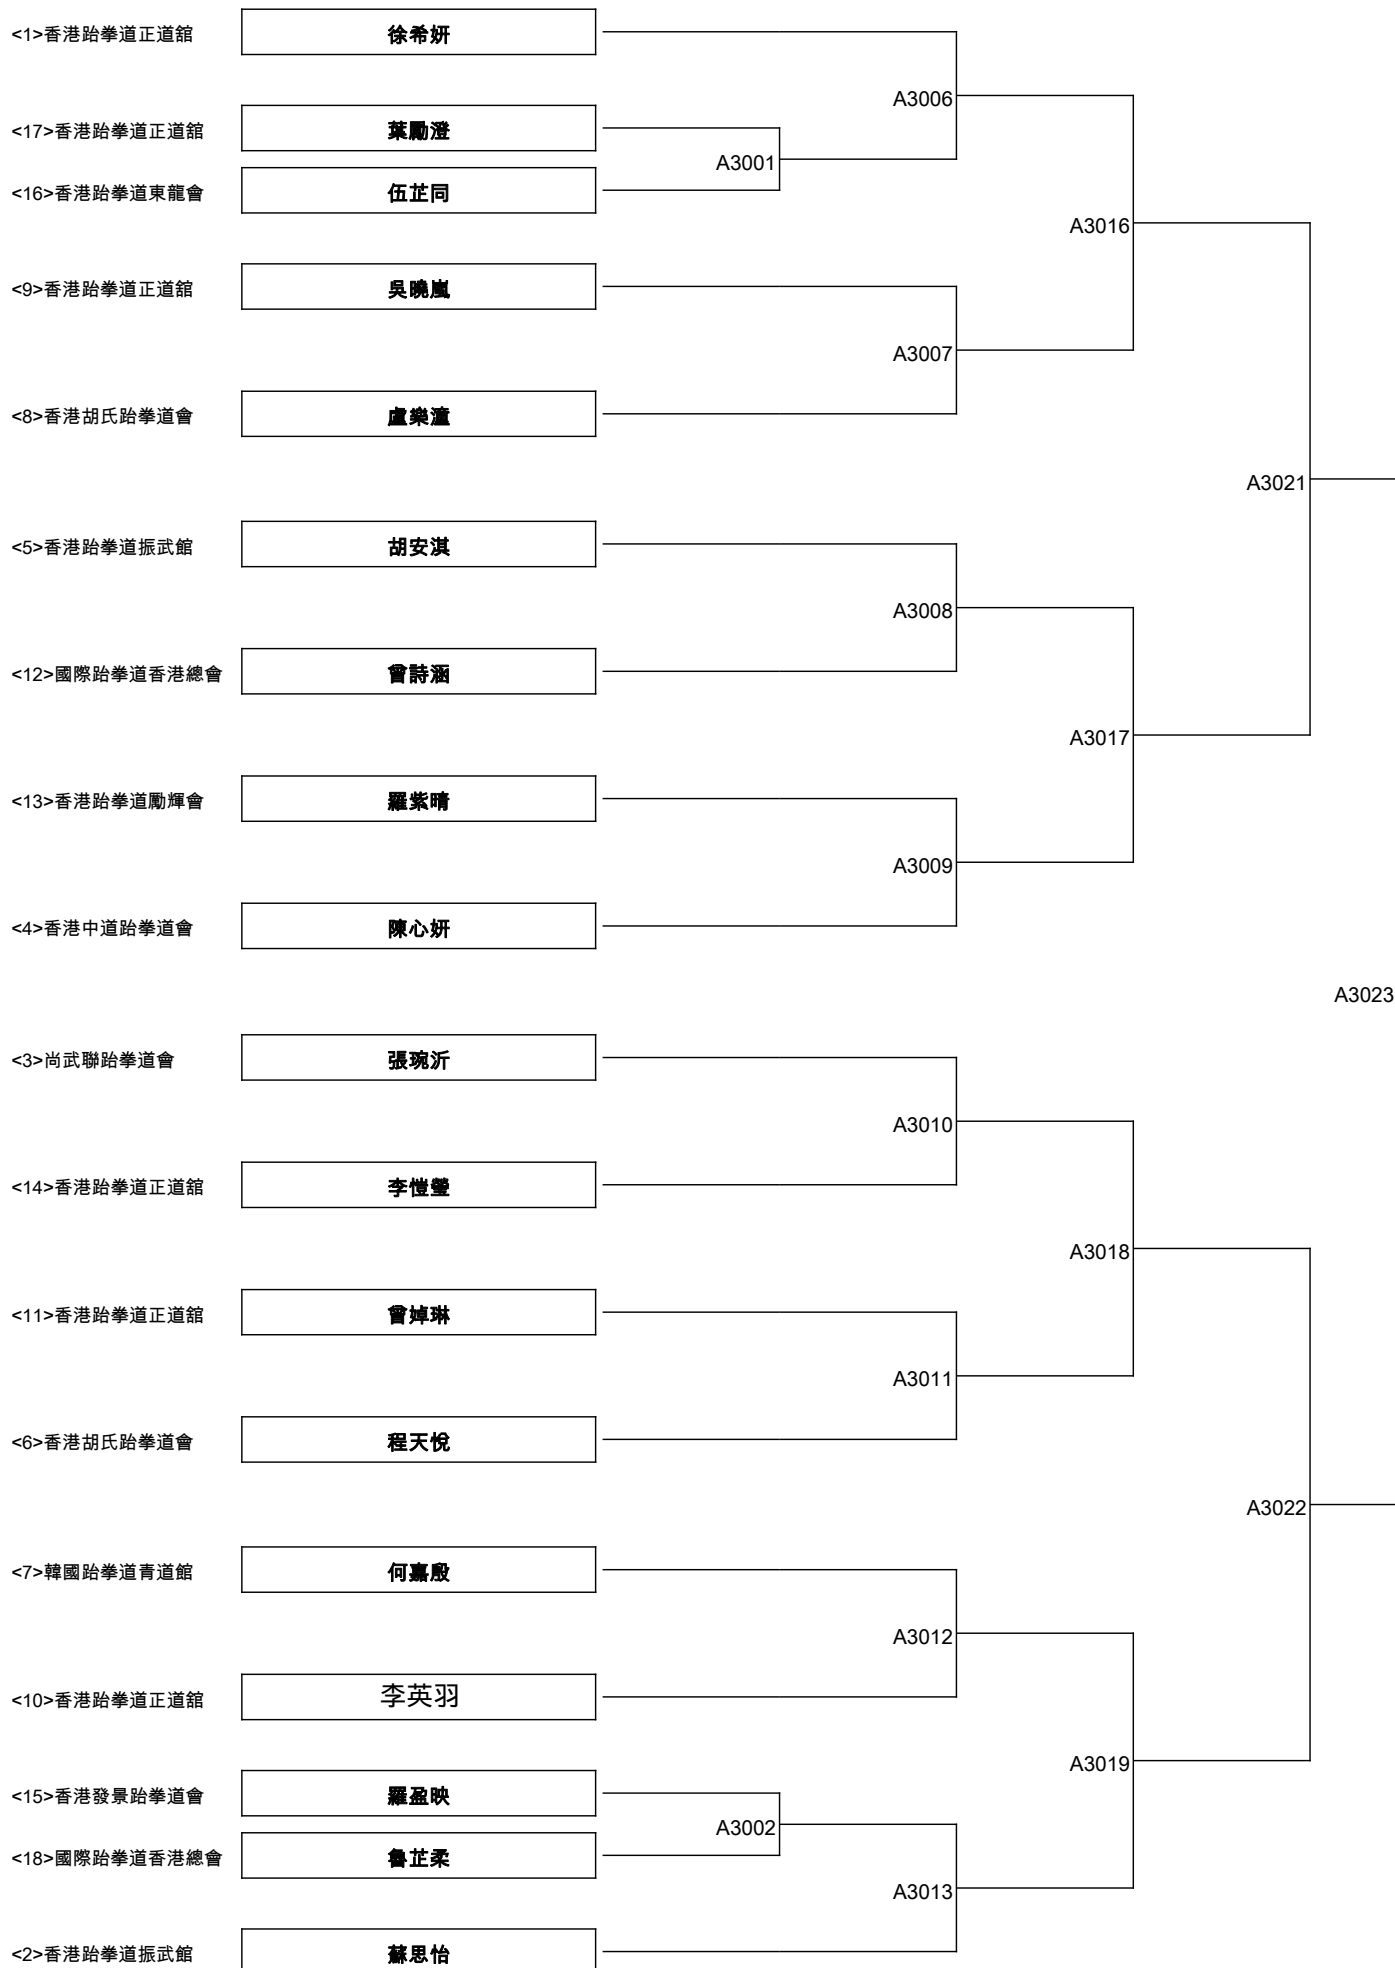 <1>香港跆拳道正道舘 徐希妍
A3006
<17>香港跆拳道正道舘 葉勵澄
A3001
<16>香港跆拳道東龍會 伍芷同
A3016
<9>香港跆拳道正道舘 吳曉嵐
A3007
<8>香港胡氏跆拳道會 盧樂瀶
A3021
<5>香港跆拳道振武館 胡安淇
A3008
<12>國際跆拳道香港總會 曾詩涵
A3017
<13>香港跆拳道勵輝會 羅紫晴
A3009
<4>香港中道跆拳道會 陳心妍
A3023
<3>尚武聯跆拳道會 張琬沂
A3010
<14>香港跆拳道正道舘 李愷瑩
A3018
<11>香港跆拳道正道舘 曾婥琳
A3011
<6>香港胡氏跆拳道會 程天悅
A3022
<7>韓國跆拳道青道館 何嘉殷
A3012
<10>香港跆拳道正道舘 李英羽
A3019
<15>香港發景跆拳道會 羅盈映
A3002
<18>國際跆拳道香港總會 魯芷柔
A3013
<2>香港跆拳道振武館 蘇思怡